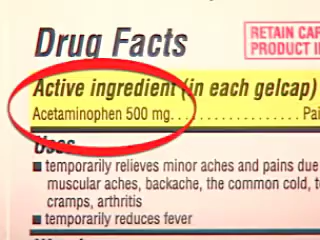 Drug Facts
RETAIN CAR
PRODUCT I
Active ingredient (in each gelcap)
Acetaminophen 500 mg. . . . . . . . . . . . . . . . . Pai
Uses
■ temporarily relieves minor aches and pains due
muscular aches, backache, the common cold, t
cramps, arthritis
■ temporarily reduces fever